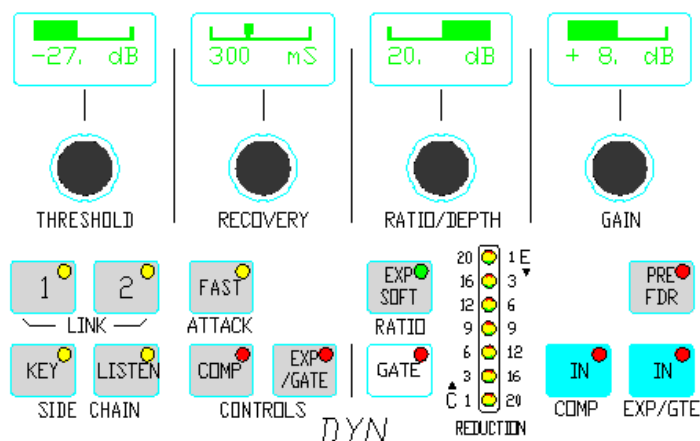 -27. dB
300 mS
20. dB
+ 8. dB
THRESHOLD
RECOVERY
RATIO/DEPTH
GAIN
1
2
LINK
FAST
ATTACK
EXP
SOFT
RATIO
20 1 E
16 3
12 6
9 9
6 12
3 16
C 1 20
REDUCTION
PRE
FDR
KEY
LISTEN
SIDE CHAIN
COMP
EXP
/GATE
CONTROLS
GATE
IN
COMP
IN
EXP/GTE
DYN